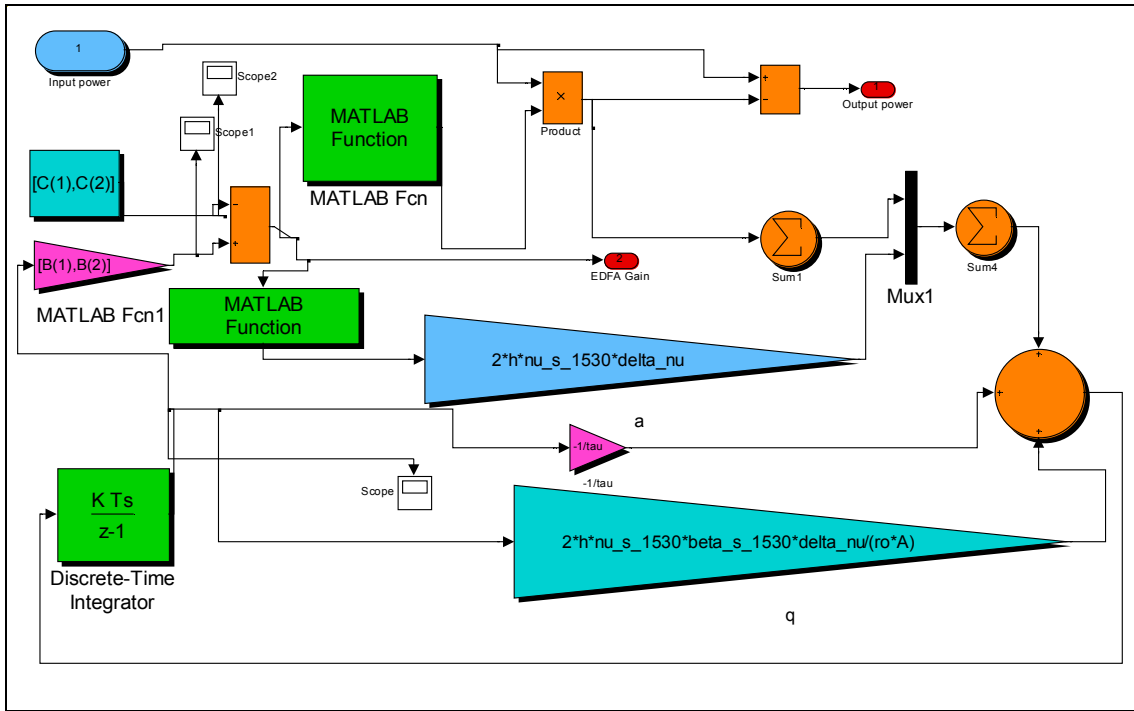 1
Input power
Scope2
Scope1
MATLAB
Function
MATLAB Fcn
×
Product
+
−
1
Output power
[C(1),C(2)]
−
+
[B(1),B(2)]
MATLAB Fcn1
MATLAB
Function
2
EDFA Gain
Sum1
Mux1
Sum4
2*h*nu_s_1530*delta_nu
a
-1/tau
-1/tau
+
+
+
Scope
K Ts
z-1
Discrete-Time
Integrator
2*h*nu_s_1530*beta_s_1530*delta_nu/(ro*A)
q